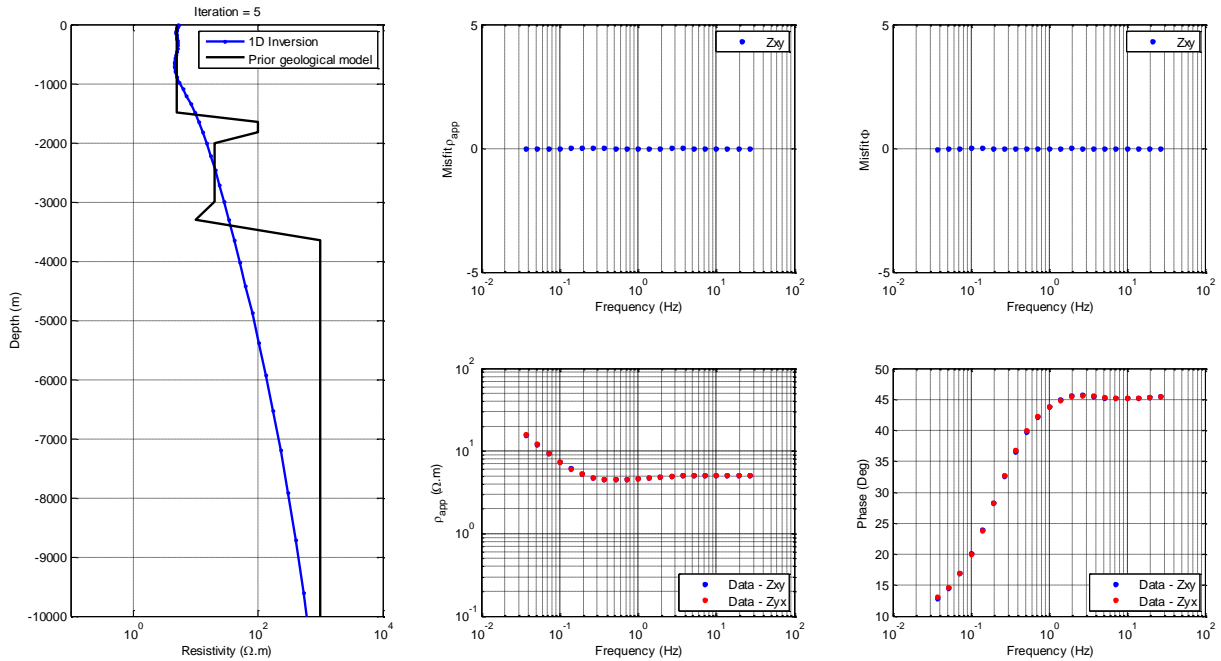 Iteration = 5
1D Inversion
Prior geological model
0
-1000
-2000
-3000
-4000
-5000
-6000
-7000
-8000
-9000
-10000
Depth (m)
10^0
10^2
10^4
Resistivity (Ω.m)
Zxy
5
0
-5
Misfit ρ_app
10^-2
10^-1
10^0
10^1
10^2
Frequency (Hz)
Zxy
5
0
-5
Misfit Φ
10^-2
10^-1
10^0
10^1
10^2
Frequency (Hz)
10^2
10^1
10^0
10^-1
ρ_app (Ω.m)
Data - Zxy
Data - Zyx
10^-2
10^-1
10^0
10^1
10^2
Frequency (Hz)
50
45
40
35
30
25
20
15
10
Phase (Deg)
Data - Zxy
Data - Zyx
10^-2
10^-1
10^0
10^1
10^2
Frequency (Hz)